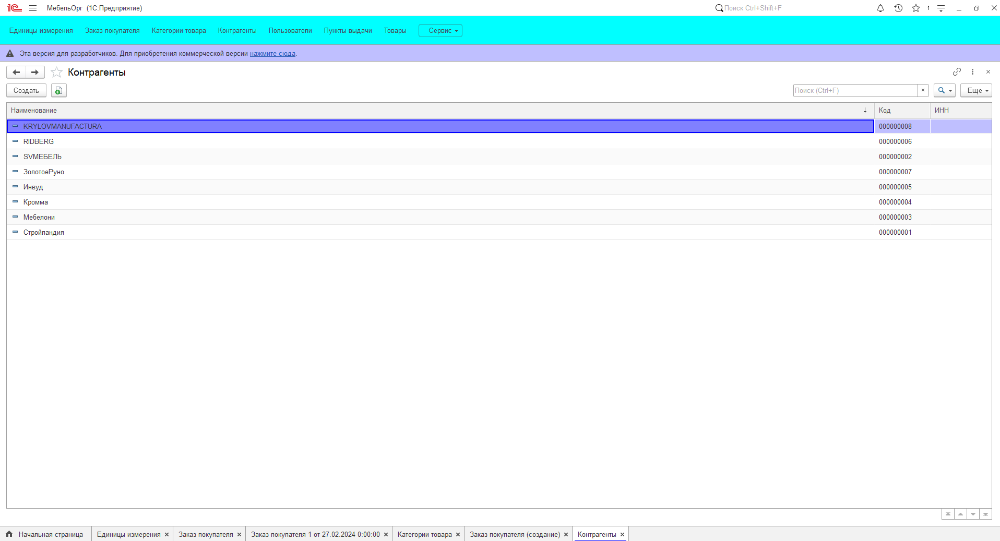 1С МебельОрг (1С:Предприятие) Поиск Ctrl+Shift+F 1
Единицы измерения Заказ покупателя Категории товара Контрагенты Пользователи Пункты выдачи Товары Сервис
Эта версия для разработчиков. Для приобретения коммерческой версии нажмите сюда.
Контрагенты
Создать Поиск (Ctrl+F) × Еще
Наименование ↓ Код ИНН
KRYLOVMANUFACTURA 000000008
RIDBERG 000000006
SVМЕБЕЛЬ 000000002
ЗолотоеРуно 000000007
Инвуд 000000005
Кромма 000000004
Мебелони 000000003
Стройландия 000000001
Начальная страница Единицы измерения × Заказ покупателя × Заказ покупателя 1 от 27.02.2024 0:00:00 × Категории товара × Заказ покупателя (создание) × Контрагенты ×